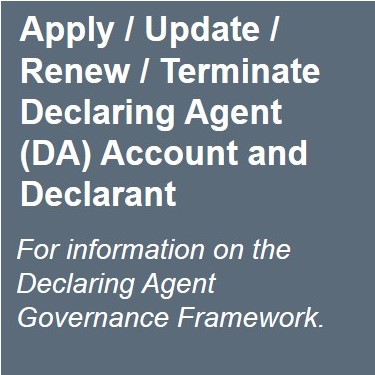 Apply / Update /
Renew / Terminate
Declaring Agent
(DA) Account and
Declarant
For information on the
Declaring Agent
Governance Framework.